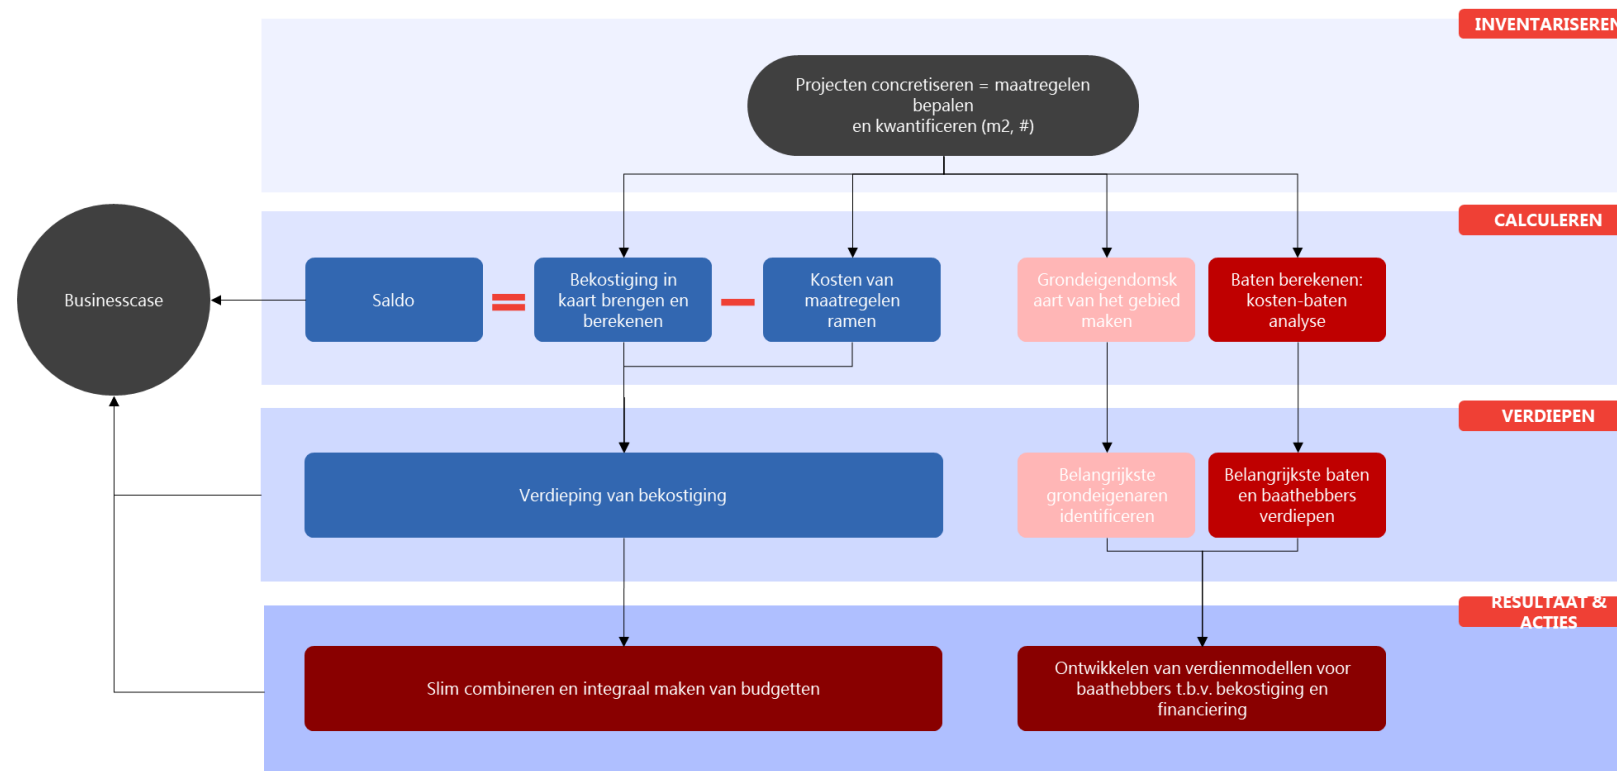 INVENTARISEREN
Projecten concretiseren = maatregelen
bepalen
en kwantificeren (m2, #)
CALCULEREN
Businesscase
Saldo
=
Bekostiging in
kaart brengen en
berekenen
−
Kosten van
maatregelen
ramen
Grondeigendomsk
aart van het gebied
maken
Baten berekenen:
kosten-baten
analyse
VERDIEPEN
Verdieping van bekostiging
Belangrijkste
grondeigenaren
identificeren
Belangrijkste baten
en baathebbers
verdiepen
RESULTAAT &
ACTIES
Slim combineren en integraal maken van budgetten
Ontwikkelen van verdienmodellen voor
baathebbers t.b.v. bekostiging en
financiering